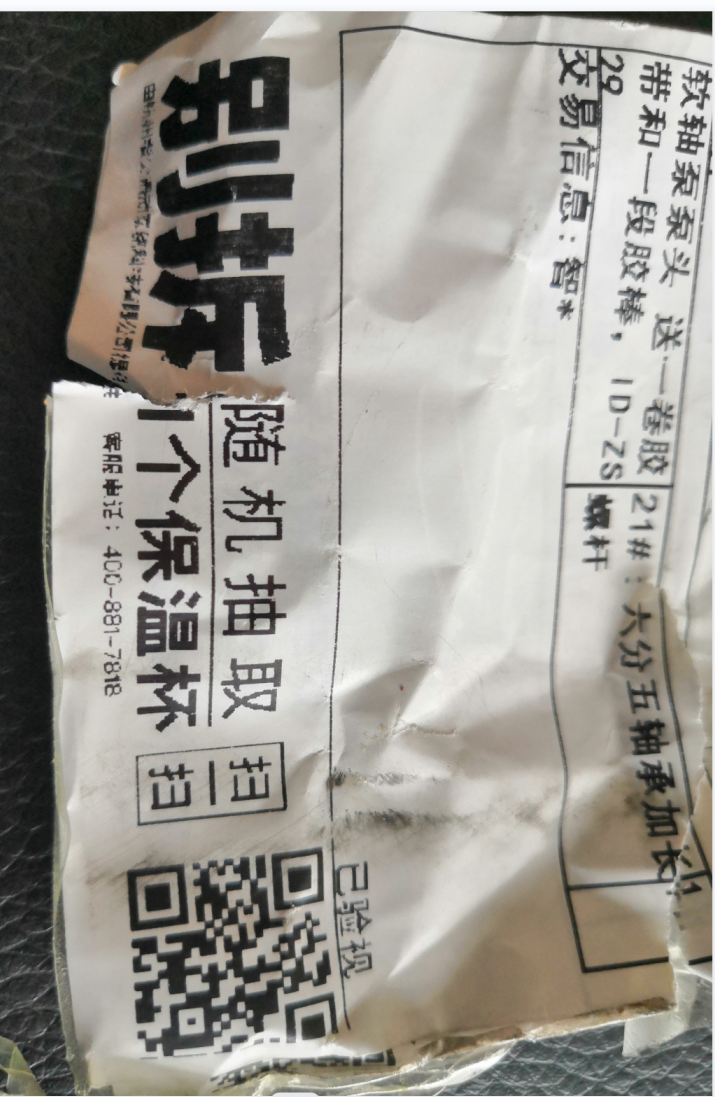 软轴泵泵头 送一卷胶
带和一段胶棒, ID-ZS
29
21#:六分五轴承加长
螺杆
1
交易信息:智*
已验视
别拆
随机抽取
1个保温杯
扫一扫
客服电话: 400-881-7818